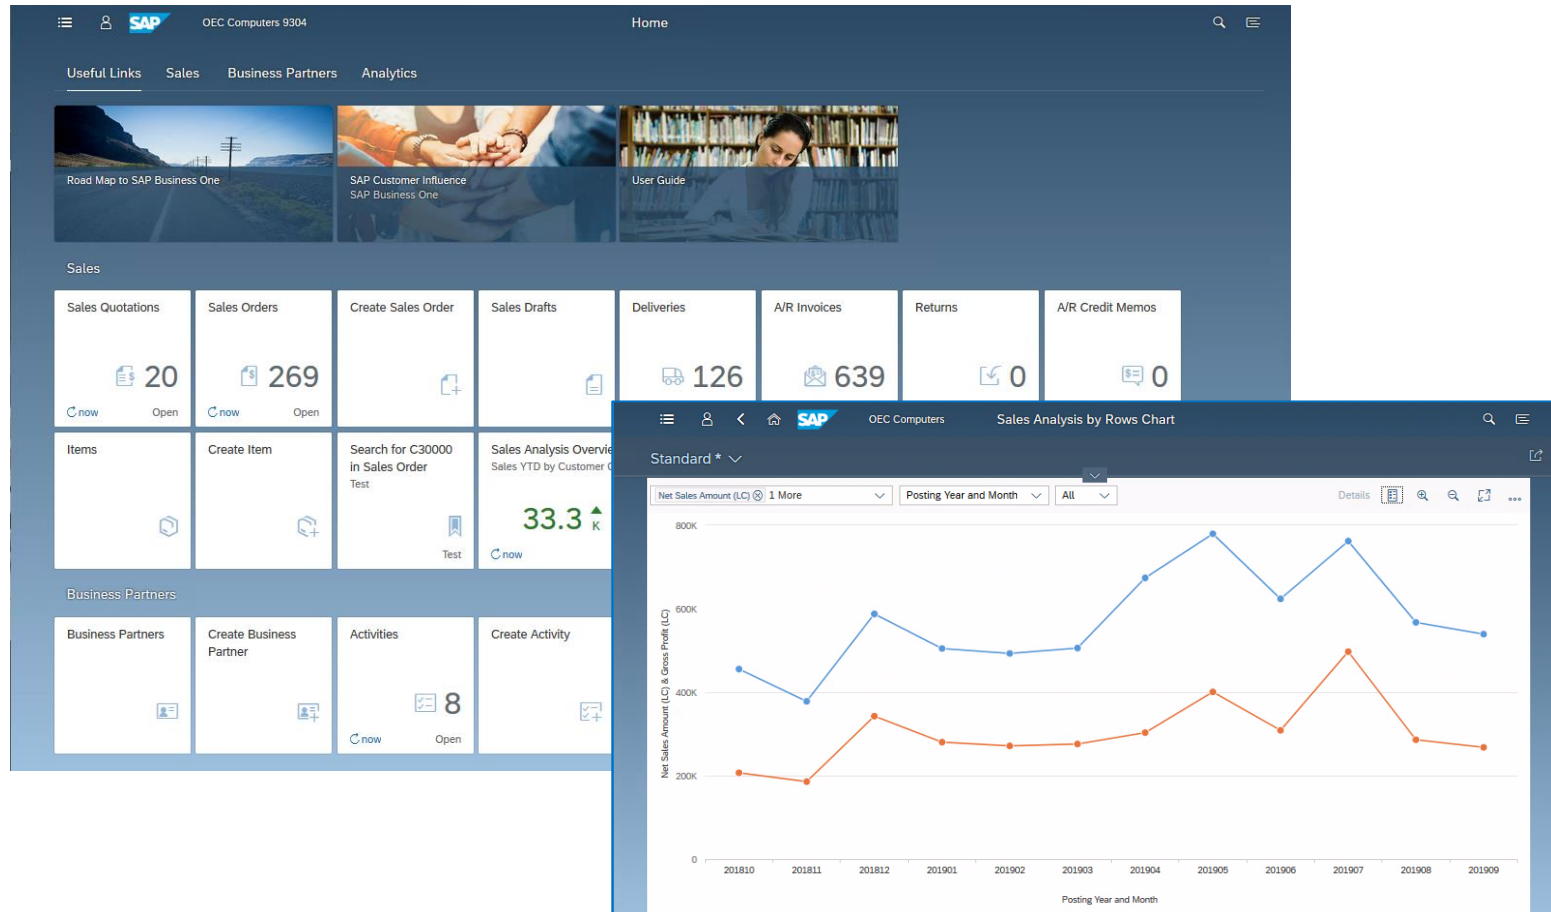 SAP
OEC Computers 9304
Home
Useful Links
Sales
Business Partners
Analytics
Road Map to SAP Business One
SAP Customer Influence
SAP Business One
User Guide
Sales
Sales Quotations
20
now
Open
Sales Orders
269
now
Open
Create Sales Order
Sales Drafts
Deliveries
126
A/R Invoices
639
Returns
0
A/R Credit Memos
0
Items
Create Item
Search for C30000
in Sales Order
Test
Test
Sales Analysis
Sales YTD by Customer
33.3
K
now
Business Partners
Business Partners
Create Business
Partner
Activities
8
now
Open
Create Activity
SAP
OEC Computers
Sales Analysis by Rows Chart
Standard *
Net Sales Amount (LC)
1 More
Posting Year and Month
All
Details
Net Sales Amount (LC) & Gross Profit (LC)
800K
600K
400K
200K
0
201810
201811
201812
201901
201902
201903
201904
201905
201906
201907
201908
201909
Posting Year and Month